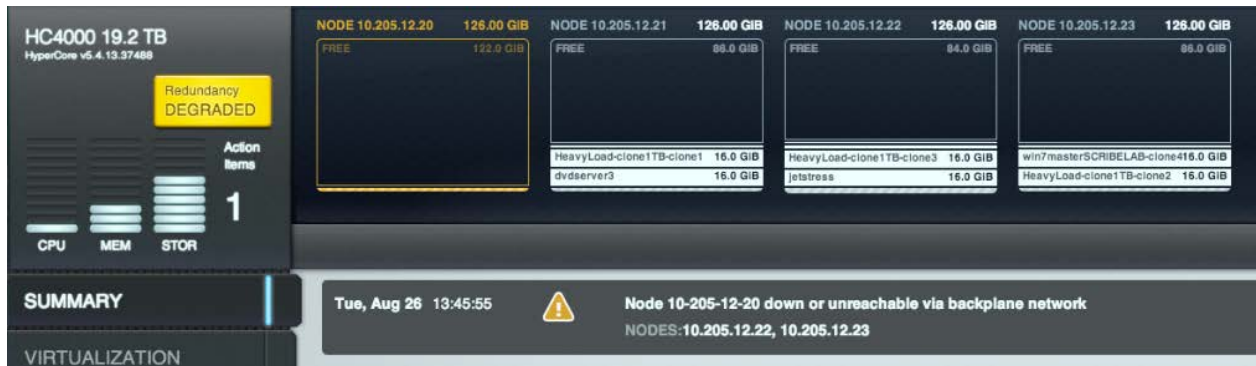 HC4000 19.2 TB
HyperCore v5.4.13.37488
Redundancy
DEGRADED
Action
Items
1
CPU MEM STOR
NODE 10.205.12.20 126.00 GIB
FREE 122.0 GIB
NODE 10.205.12.21 126.00 GIB
FREE 86.0 GIB
HeavyLoad-clone1TB-clone1 16.0 GIB
dvdserver3 16.0 GIB
NODE 10.205.12.22 126.00 GIB
FREE 84.0 GIB
HeavyLoad-clone1TB-clone3 16.0 GIB
jetstress 16.0 GIB
NODE 10.205.12.23 126.00 GIB
FREE 86.0 GIB
win7masterSCRIBELAB-clone416.0 GIB
HeavyLoad-clone1TB-clone2 16.0 GIB
SUMMARY
VIRTUALIZATION
Tue, Aug 26 13:45:55
Node 10-205-12-20 down or unreachable via backplane network
NODES:10.205.12.22, 10.205.12.23